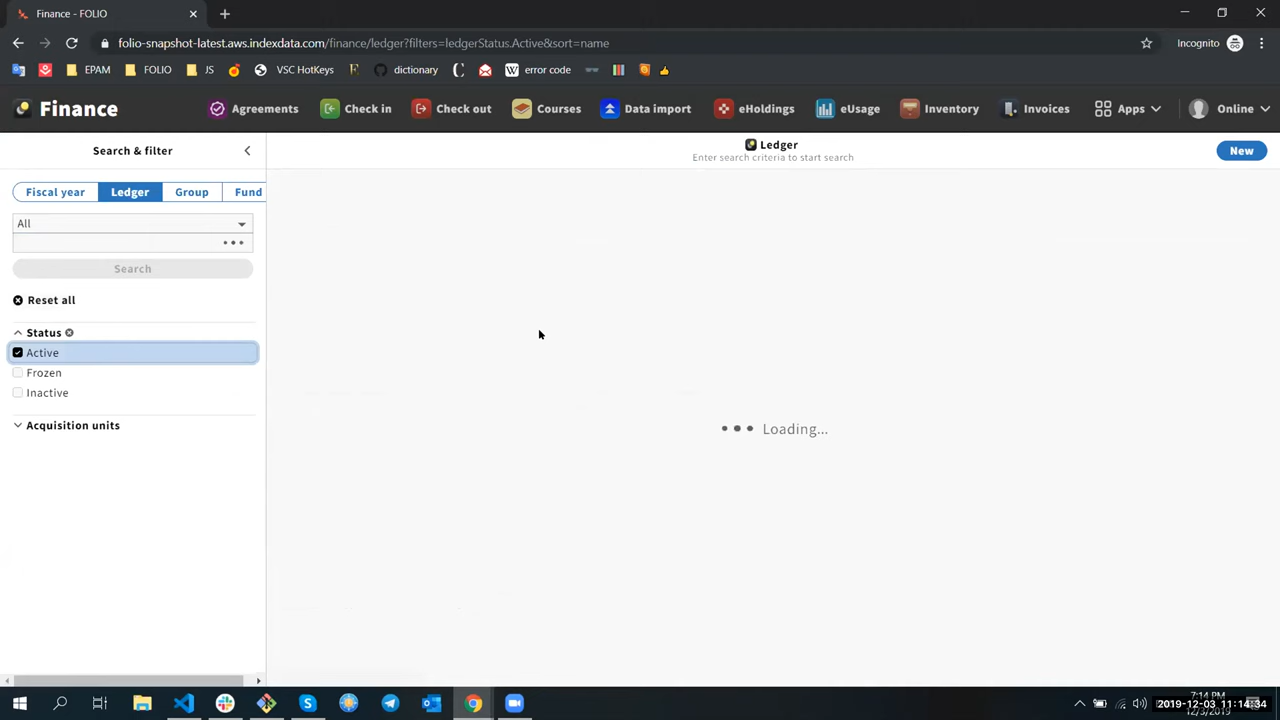 Finance - FOLIO
folio-snapshot-latest.aws.indexdata.com/finance/ledger?filters=ledgerStatus.Active&sort=name
Incognito
EPAM
FOLIO
JS
VSC HotKeys
dictionary
error code
Finance
Agreements
Check in
Check out
Courses
Data import
eHoldings
eUsage
Inventory
Invoices
Apps
Online
Search & filter
Ledger
Enter search criteria to start search
New
Fiscal year
Ledger
Group
Fund
All
Search
Reset all
Status
Active
Frozen
Inactive
Acquisition units
Loading...
7:14 PM
2019-12-03 11:14:34